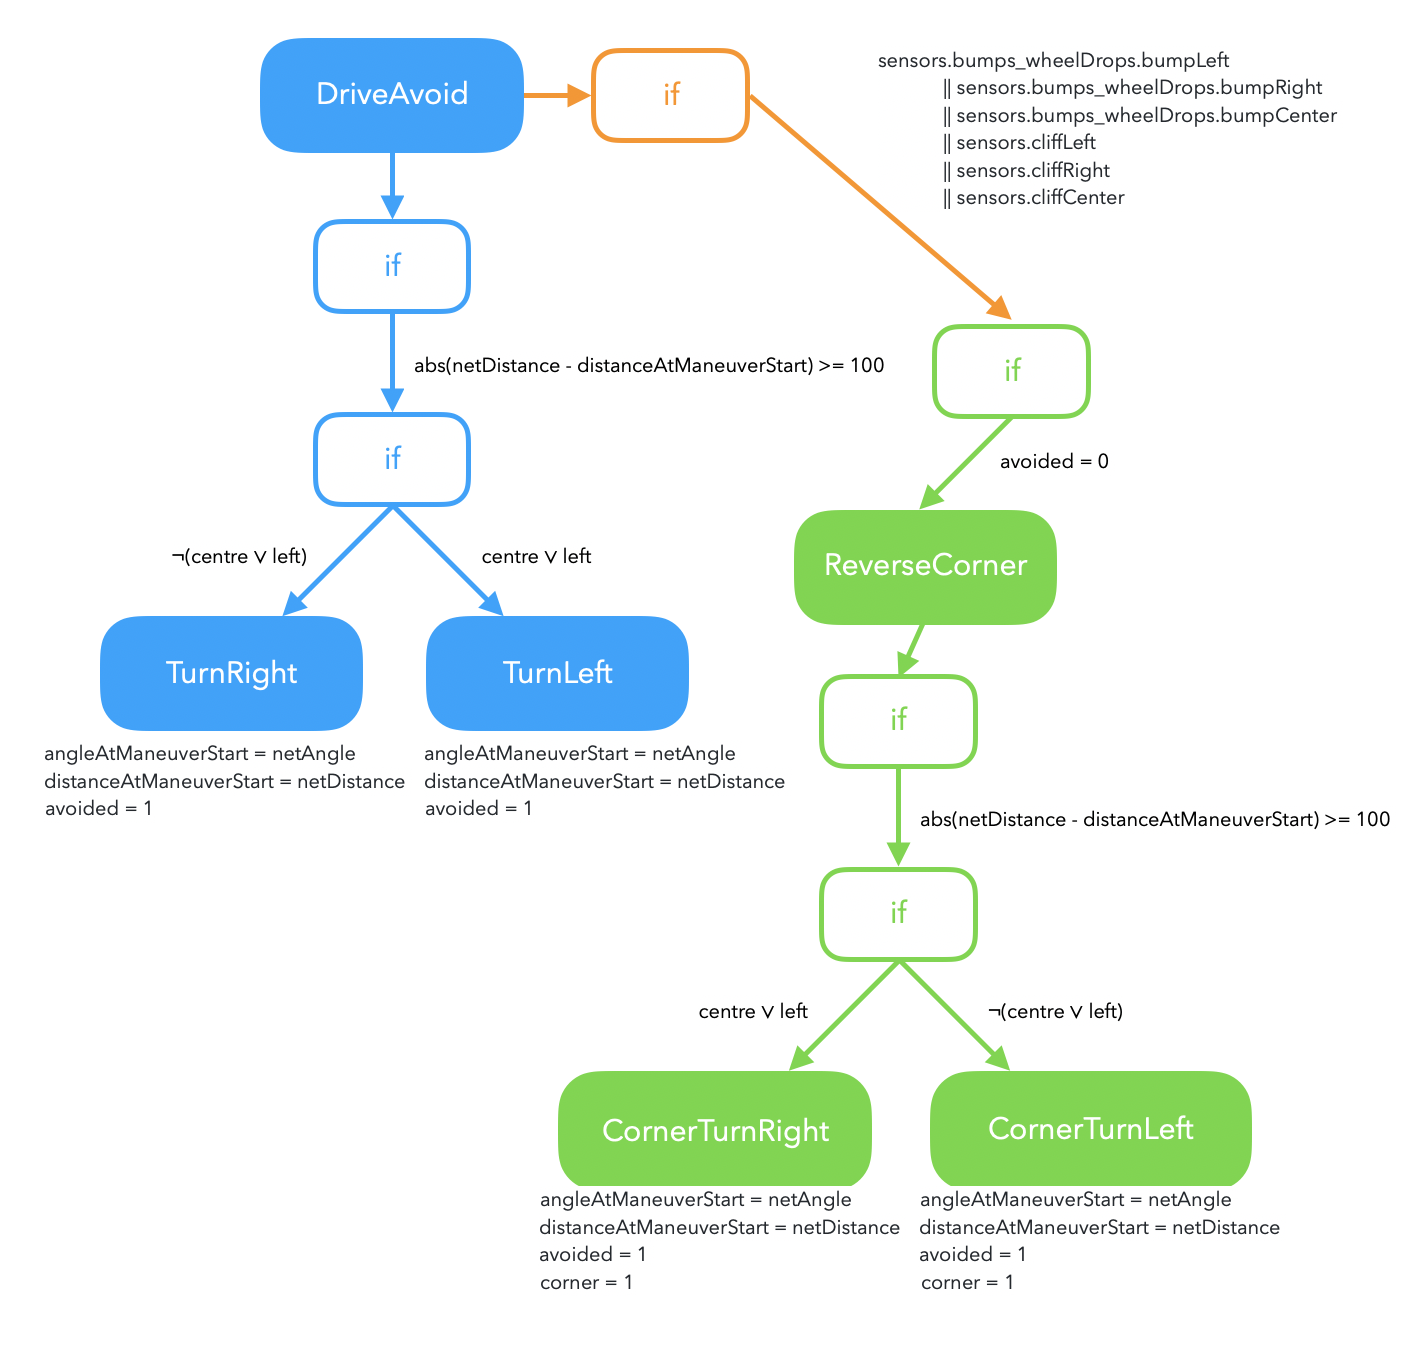 DriveAvoid
if
sensors.bumps_wheelDrops.bumpLeft
|| sensors.bumps_wheelDrops.bumpRight
|| sensors.bumps_wheelDrops.bumpCenter
|| sensors.cliffLeft
|| sensors.cliffRight
|| sensors.cliffCenter
if
abs(netDistance - distanceAtManeuverStart) >= 100
if
if
avoided = 0
¬(centre ∨ left)
centre ∨ left
ReverseCorner
TurnRight
TurnLeft
angleAtManeuverStart = netAngle
distanceAtManeuverStart = netDistance
avoided = 1
angleAtManeuverStart = netAngle
distanceAtManeuverStart = netDistance
avoided = 1
if
abs(netDistance - distanceAtManeuverStart) >= 100
if
centre ∨ left
¬(centre ∨ left)
CornerTurnRight
CornerTurnLeft
angleAtManeuverStart = netAngle
distanceAtManeuverStart = netDistance
avoided = 1
corner = 1
angleAtManeuverStart = netAngle
distanceAtManeuverStart = netDistance
avoided = 1
corner = 1